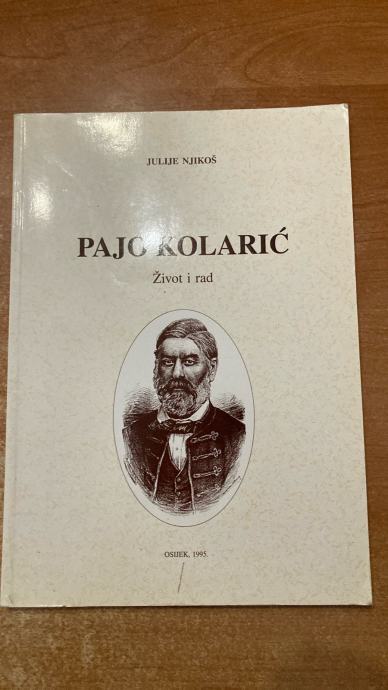 JULIJE NJIKOŠ
PAJO KOLARIĆ
Život i rad
OSIJEK, 1995.